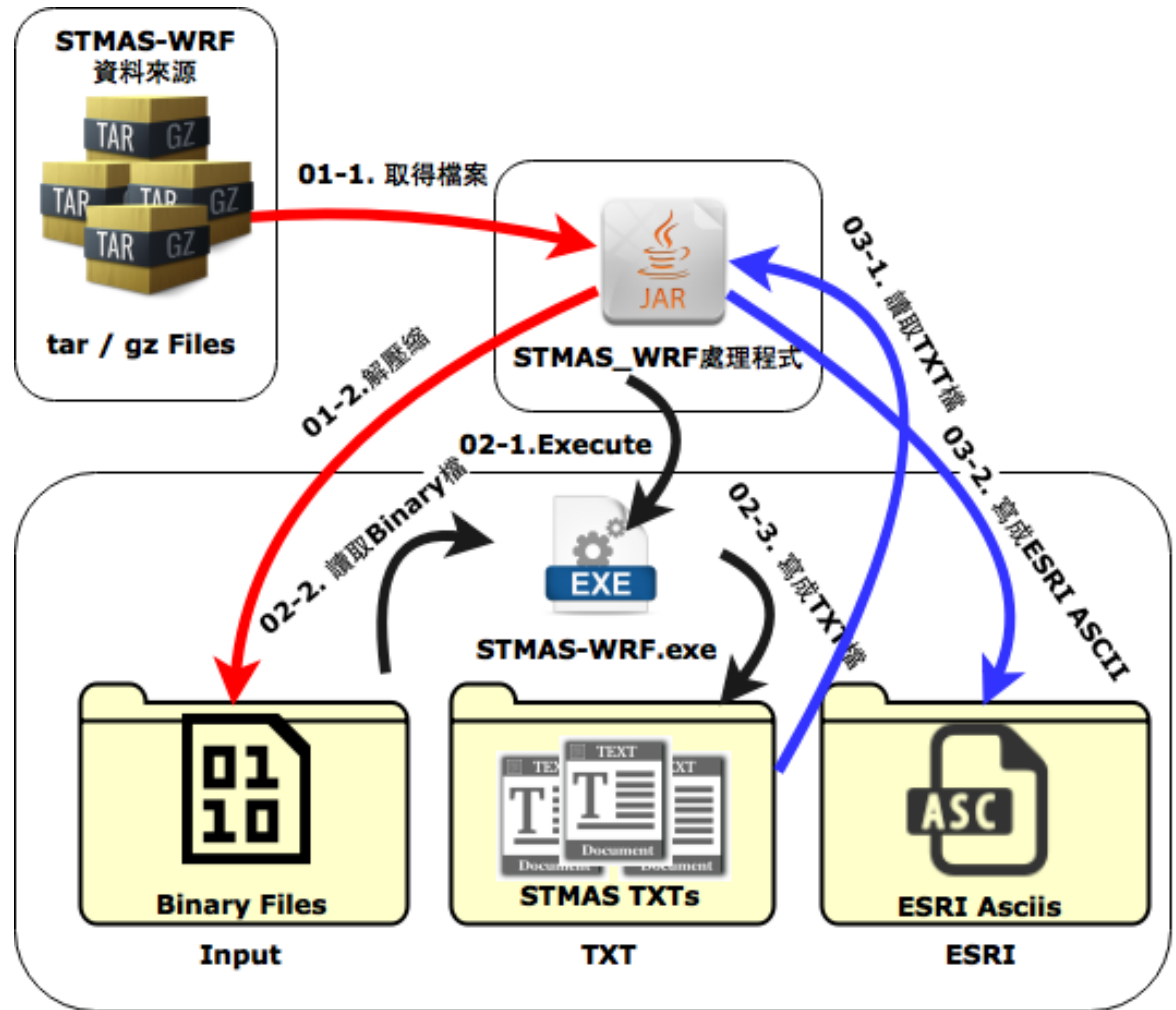 STMAS-WRF
資料來源
TAR GZ
TAR
TAR GZ
TAR GZ
tar / gz Files
01-1. 取得檔案
JAR
STMAS_WRF處理程式
01-2.解壓縮
02-1.Execute
02-2. 讀取Binary檔
02-3. 寫成TXT檔
03-1. 讀取TXT檔
03-2. 寫成ESRI ASCII
EXE
STMAS-WRF.exe
01
10
Binary Files
Input
TEXT
T
Document
STMAS TXTs
TXT
ASC
ESRI Asciis
ESRI